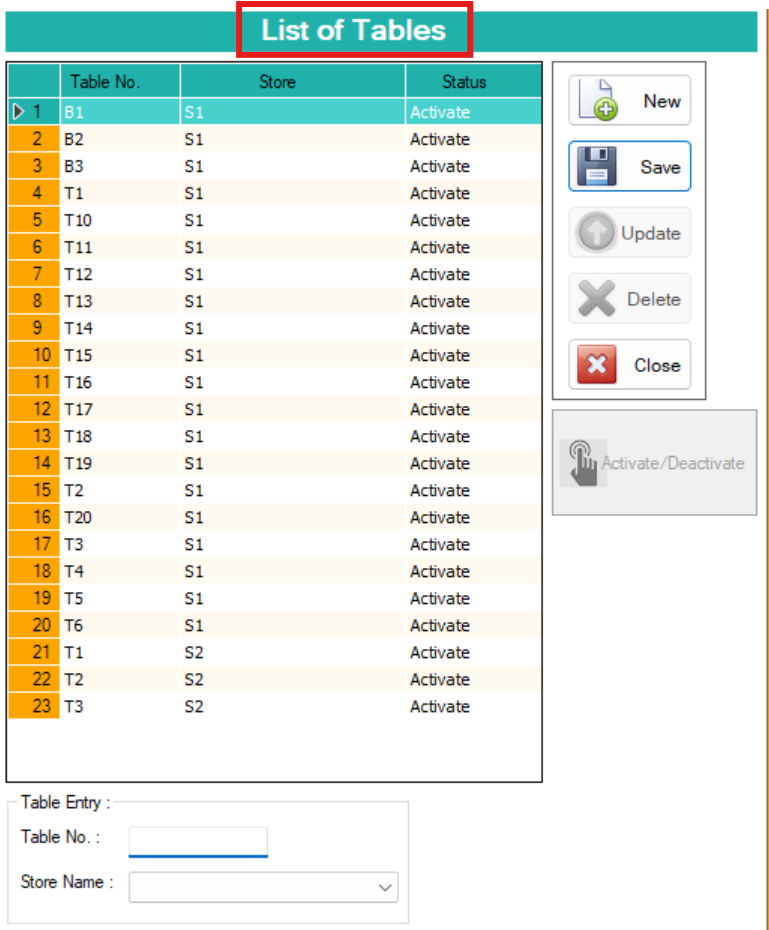 List of Tables
Table No. Store Status
1 B1 S1 Activate
2 B2 S1 Activate
3 B3 S1 Activate
4 T1 S1 Activate
5 T10 S1 Activate
6 T11 S1 Activate
7 T12 S1 Activate
8 T13 S1 Activate
9 T14 S1 Activate
10 T15 S1 Activate
11 T16 S1 Activate
12 T17 S1 Activate
13 T18 S1 Activate
14 T19 S1 Activate
15 T2 S1 Activate
16 T20 S1 Activate
17 T3 S1 Activate
18 T4 S1 Activate
19 T5 S1 Activate
20 T6 S1 Activate
21 T1 S2 Activate
22 T2 S2 Activate
23 T3 S2 Activate
New
Save
Update
Delete
Close
Activate/Deactivate
Table Entry :
Table No. :
Store Name :